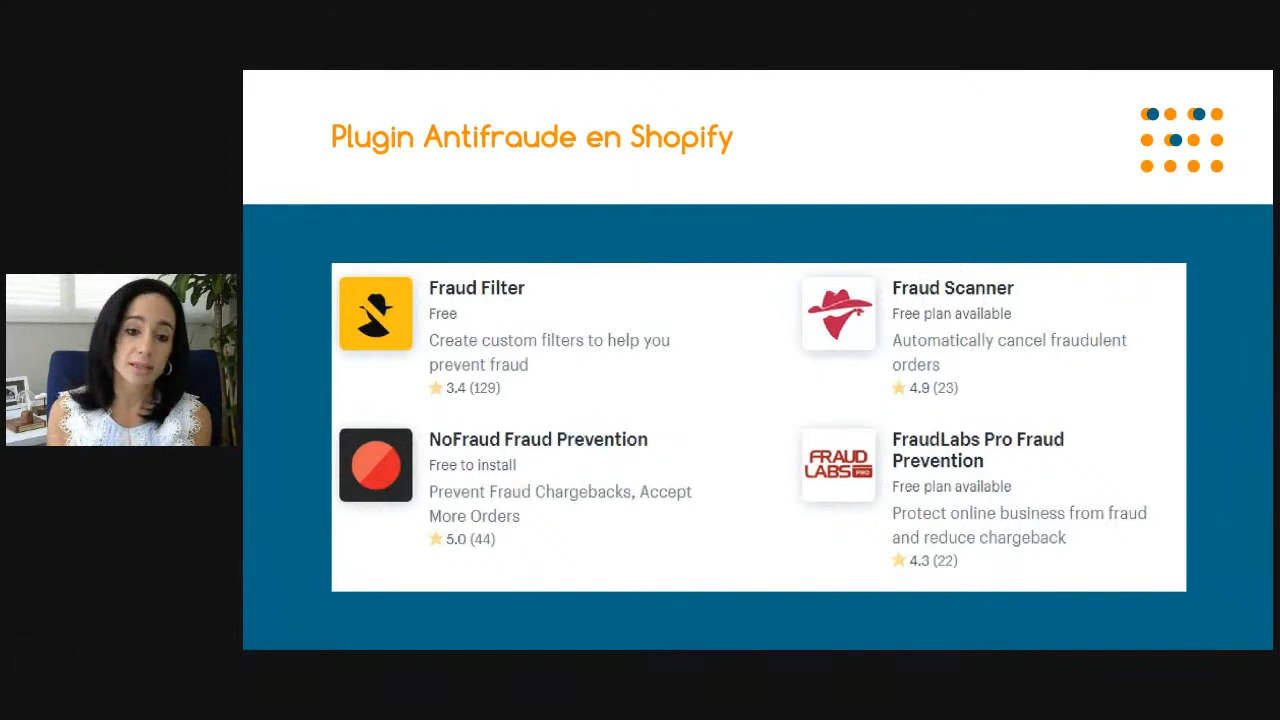 Plugin Antifraude en Shopify
Fraud Filter
Free
Create custom filters to help you
prevent fraud
3.4 (129)
Fraud Scanner
Free plan available
Automatically cancel fraudulent
orders
4.9 (23)
NoFraud Fraud Prevention
Free to install
Prevent Fraud Chargebacks, Accept
More Orders
5.0 (44)
FRAUD
LABS PRO
FraudLabs Pro Fraud
Prevention
Free plan available
Protect online business from fraud
and reduce chargeback
4.3 (22)